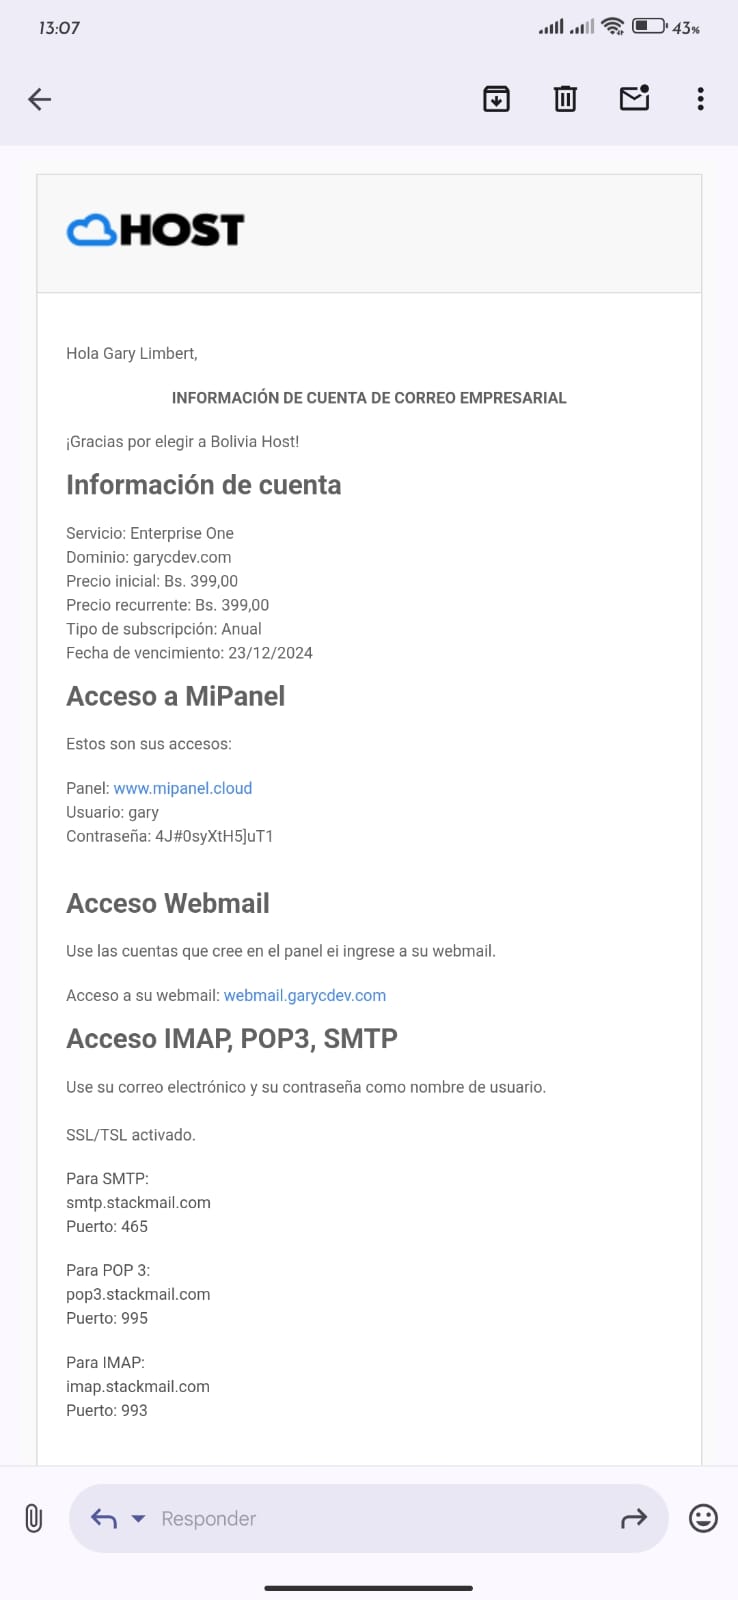 13:07
43%
HOST
Hola Gary Limbert,
INFORMACIÓN DE CUENTA DE CORREO EMPRESARIAL
¡Gracias por elegir a Bolivia Host!
Información de cuenta
Servicio: Enterprise One
Dominio: garycdev.com
Precio inicial: Bs. 399,00
Precio recurrente: Bs. 399,00
Tipo de subscripción: Anual
Fecha de vencimiento: 23/12/2024
Acceso a MiPanel
Estos son sus accesos:
Panel: www.mipanel.cloud
Usuario: gary
Contraseña: 4J#0syXtH5]uT1
Acceso Webmail
Use las cuentas que cree en el panel ei ingrese a su webmail.
Acceso a su webmail: webmail.garycdev.com
Acceso IMAP, POP3, SMTP
Use su correo electrónico y su contraseña como nombre de usuario.
SSL/TSL activado.
Para SMTP:
smtp.stackmail.com
Puerto: 465
Para POP 3:
pop3.stackmail.com
Puerto: 995
Para IMAP:
imap.stackmail.com
Puerto: 993
Responder